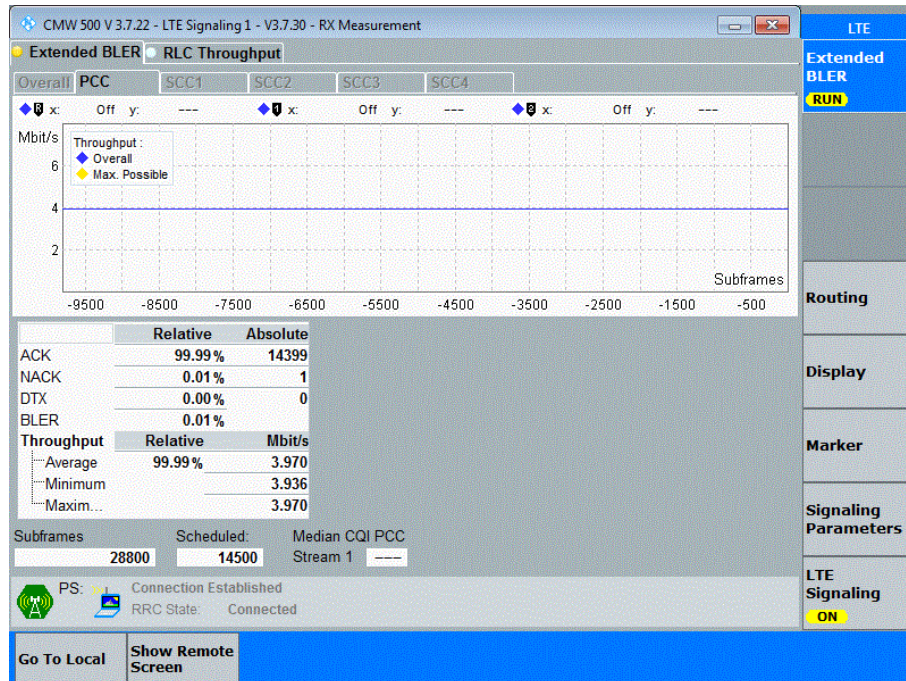 CMW 500 V 3.7.22 - LTE Signaling 1 - V3.7.30 - RX Measurement
LTE
Extended BLER RLC Throughput
Extended
BLER
RUN
Overall PCC SCC1 SCC2 SCC3 SCC4
x: Off y: --- x: Off y: --- x: Off y: ---
Mbit/s
Throughput :
Overall
Max. Possible
6
4
2
Subframes
-9500 -8500 -7500 -6500 -5500 -4500 -3500 -2500 -1500 -500
Routing
Relative Absolute
ACK 99.99 % 14399
NACK 0.01 % 1
DTX 0.00 % 0
BLER 0.01 %
Display
Throughput Relative Mbit/s
Average 99.99 % 3.970
Minimum 3.936
Maxim... 3.970
Marker
Signaling
Parameters
Subframes Scheduled: Median CQI PCC
28800 14500 Stream 1 ---
LTE
Signaling
ON
PS: Connection Established
RRC State: Connected
Go To Local
Show Remote
Screen